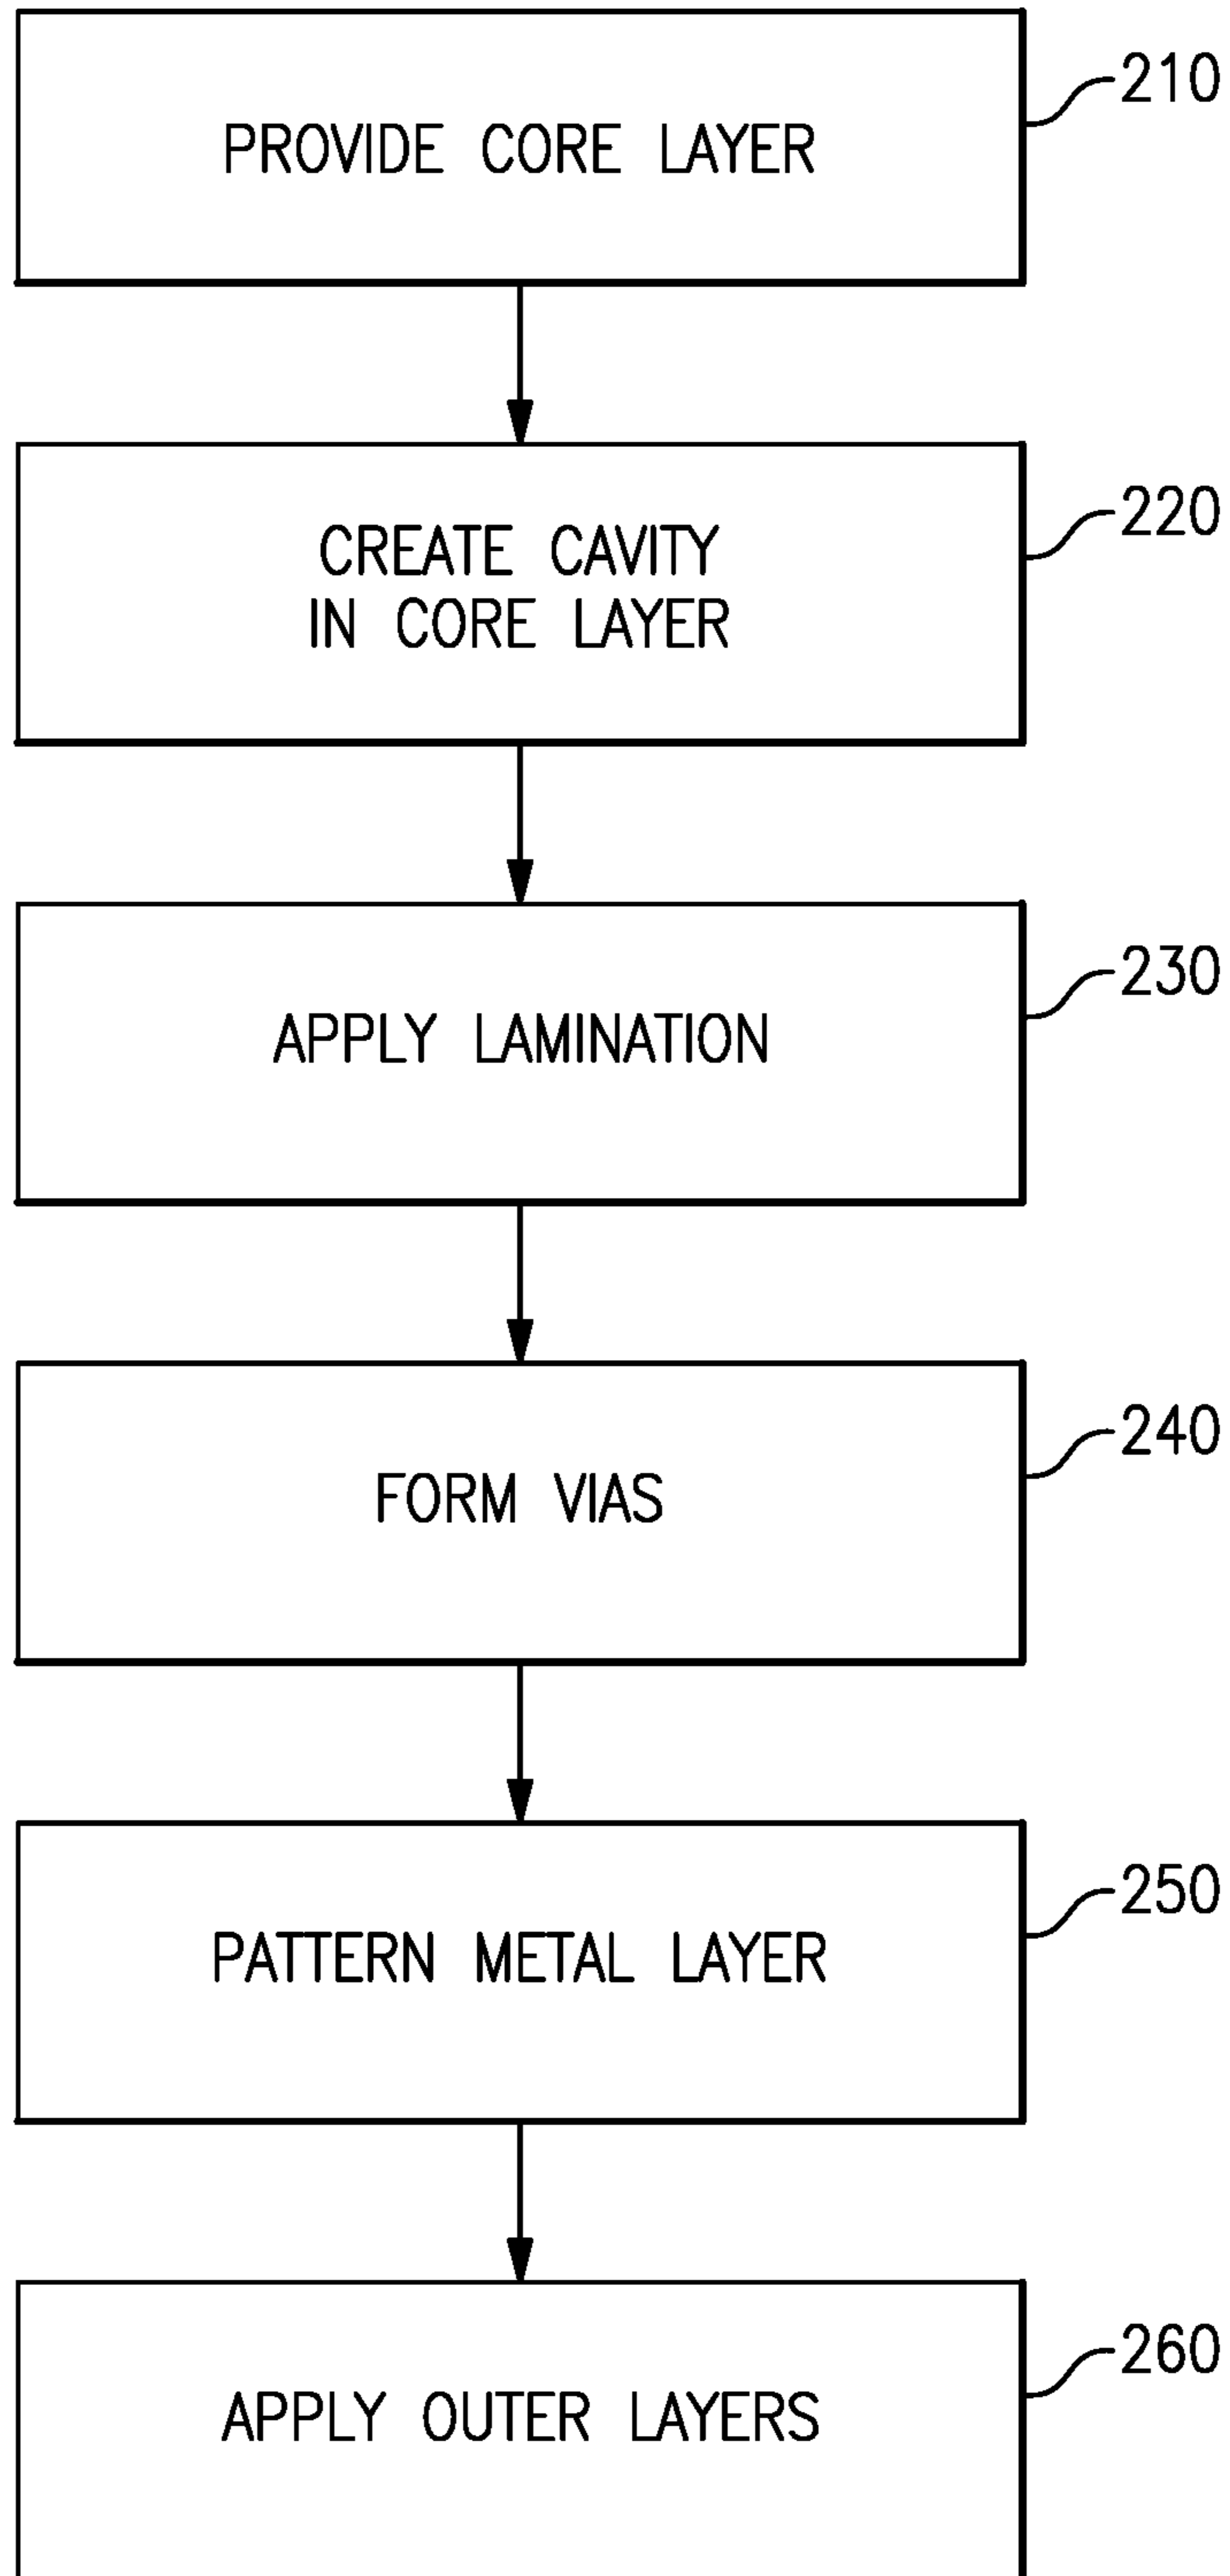 210
PROVIDE CORE LAYER
220
CREATE CAVITY
IN CORE LAYER
230
APPLY LAMINATION
240
FORM VIAS
250
PATTERN METAL LAYER
260
APPLY OUTER LAYERS